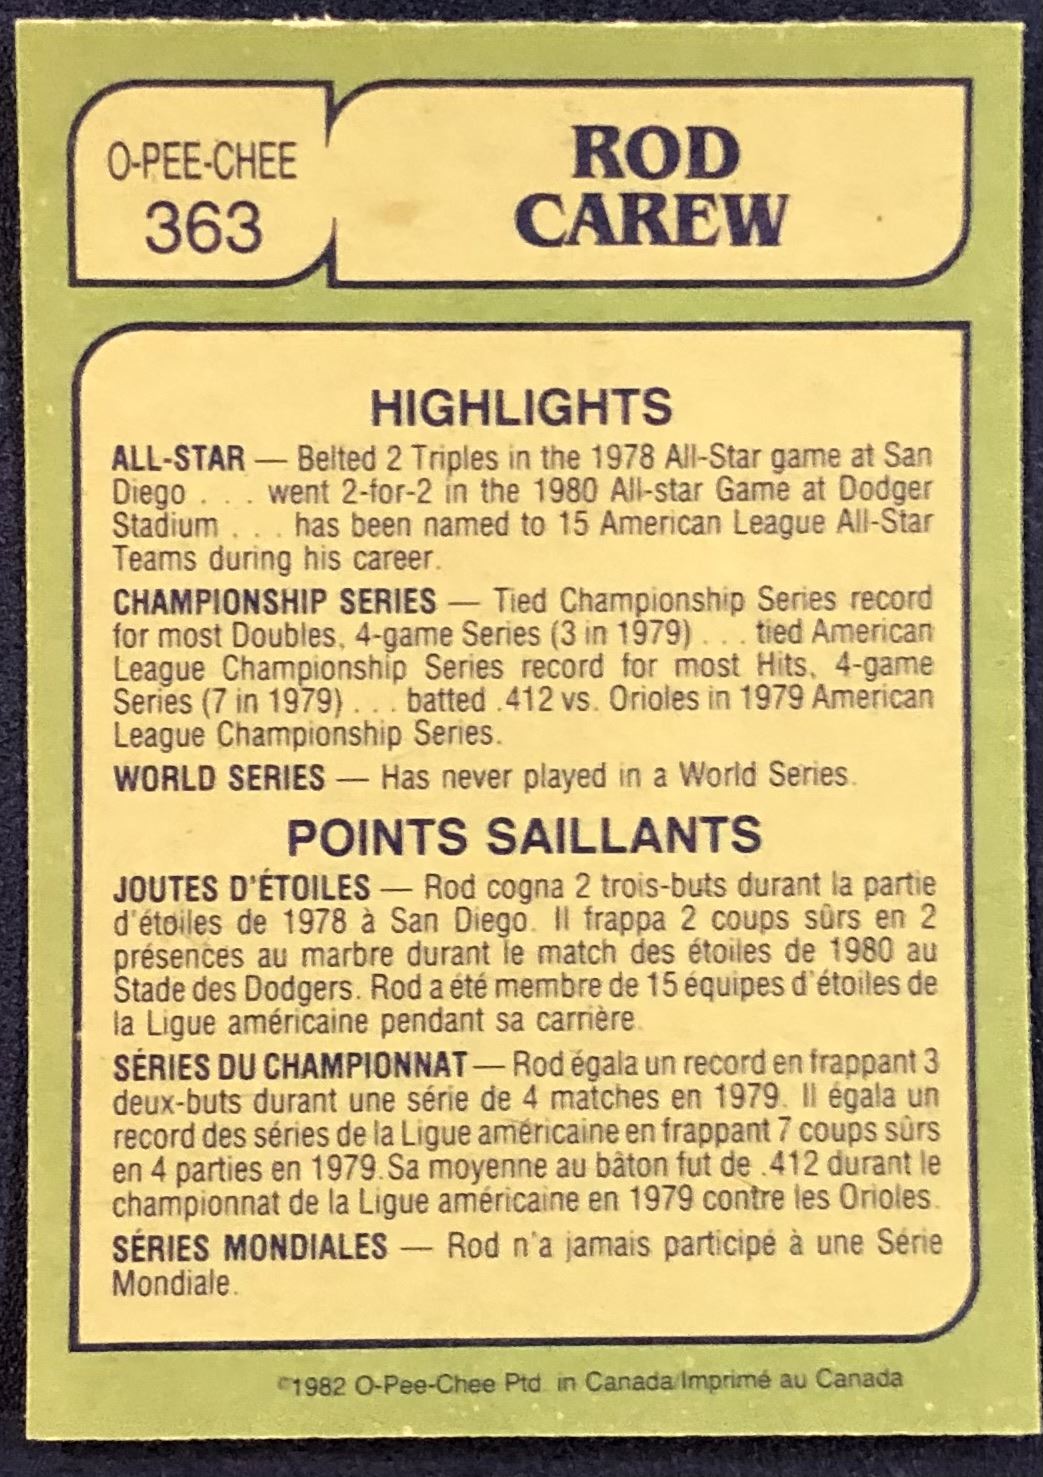 O-PEE-CHEE
363
ROD
CAREW
HIGHLIGHTS
ALL-STAR — Belted 2 Triples in the 1978 All-Star game at San
Diego . . . went 2-for-2 in the 1980 All-star Game at Dodger
Stadium . . . has been named to 15 American League All-Star
Teams during his career.
CHAMPIONSHIP SERIES — Tied Championship Series record
for most Doubles, 4-game Series (3 in 1979) . . . tied American
League Championship Series record for most Hits, 4-game
Series (7 in 1979) . . . batted .412 vs. Orioles in 1979 American
League Championship Series.
WORLD SERIES — Has never played in a World Series.
POINTS SAILLANTS
JOUTES D'ÉTOILES — Rod cogna 2 trois-buts durant la partie
d'étoiles de 1978 à San Diego. Il frappa 2 coups sûrs en 2
présences au marbre durant le match des étoiles de 1980 au
Stade des Dodgers. Rod a été membre de 15 équipes d'étoiles de
la Ligue américaine pendant sa carrière.
SÉRIES DU CHAMPIONNAT — Rod égala un record en frappant 3
deux-buts durant une série de 4 matches en 1979. Il égala un
record des séries de la Ligue américaine en frappant 7 coups sûrs
en 4 parties en 1979. Sa moyenne au bâton fut de .412 durant le
championnat de la Ligue américaine en 1979 contre les Orioles.
SÉRIES MONDIALES — Rod n'a jamais participé à une Série
Mondiale.
©1982 O-Pee-Chee Ptd. in Canada/Imprimé au Canada